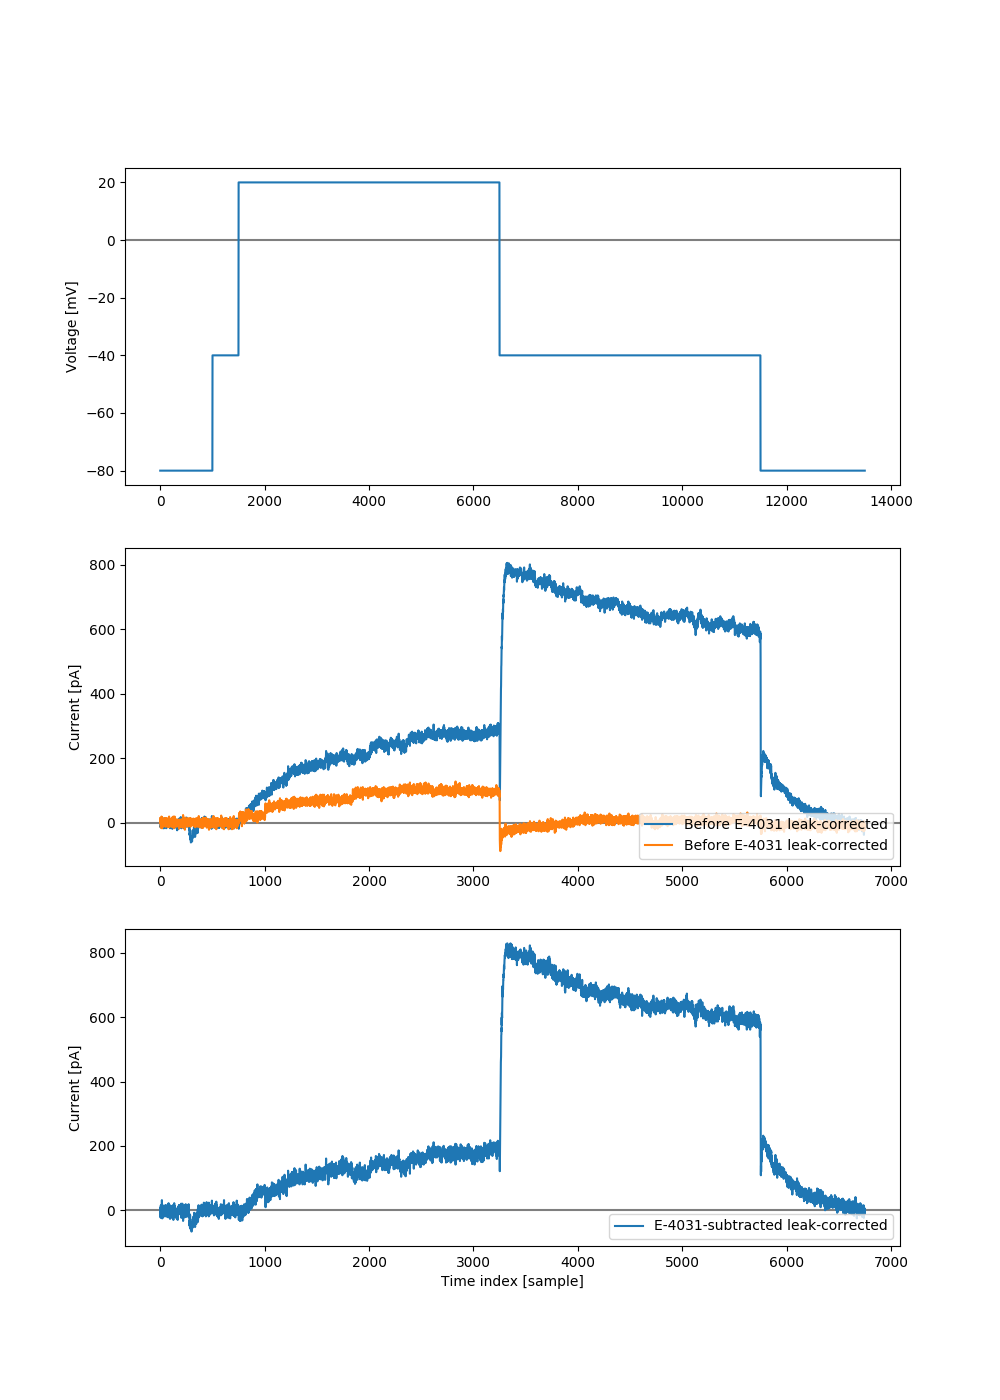 20
0
−20
−40
−60
−80
Voltage [mV]
0 2000 4000 6000 8000 10000 12000 14000
800
600
400
200
0
Current [pA]
Before E-4031 leak-corrected
Before E-4031 leak-corrected
0 1000 2000 3000 4000 5000 6000 7000
800
600
400
200
0
Current [pA]
E-4031-subtracted leak-corrected
0 1000 2000 3000 4000 5000 6000 7000
Time index [sample]